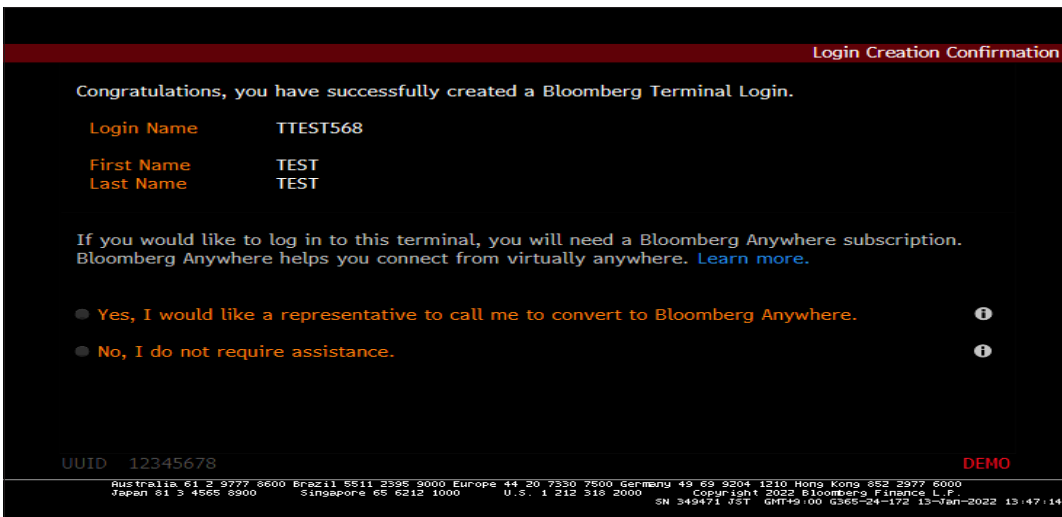 Login Creation Confirmation
Congratulations, you have successfully created a Bloomberg Terminal Login.
Login Name TTEST568
First Name TEST
Last Name TEST
If you would like to log in to this terminal, you will need a Bloomberg Anywhere subscription.
Bloomberg Anywhere helps you connect from virtually anywhere. Learn more.
Yes, I would like a representative to call me to convert to Bloomberg Anywhere.
No, I do not require assistance.
UUID 12345678 DEMO
Australia 61 2 9777 8600 Brazil 5511 2395 9000 Europe 44 20 7330 7500 Germany 49 69 9204 1210 Hong Kong 852 2977 6000
Japan 81 3 4565 8900 Singapore 65 6212 1000 U.S. 1 212 318 2000 Copyright 2022 Bloomberg Finance L.P.
SN 349471 JST GMT+9:00 G365-24-172 13-Jan-2022 13:47:14